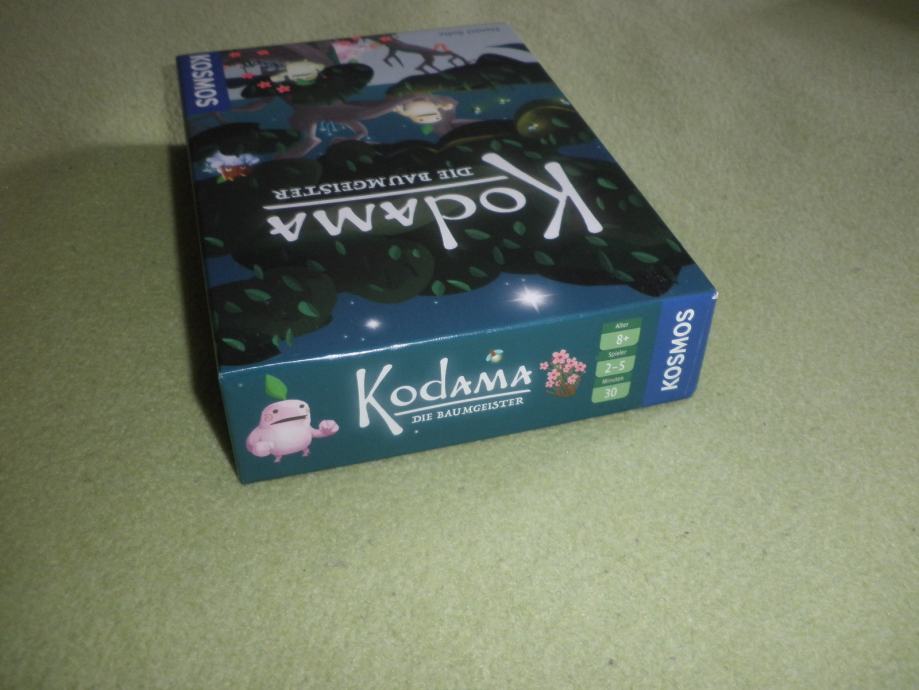 KOSMOS
Kodama
DIE BAUMGEISTER
Kodama
DIE BAUMGEISTER
Alter
8+
Spieler
2–5
Minuten
30
KOSMOS